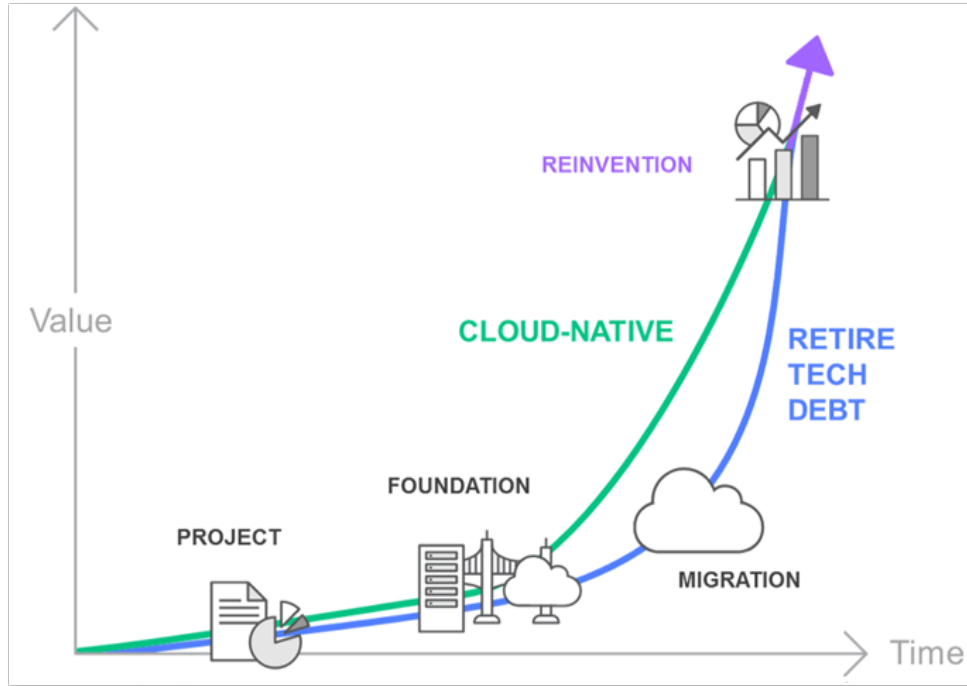 REINVENTION
Value
CLOUD-NATIVE
RETIRE
TECH
DEBT
FOUNDATION
PROJECT
MIGRATION
Time